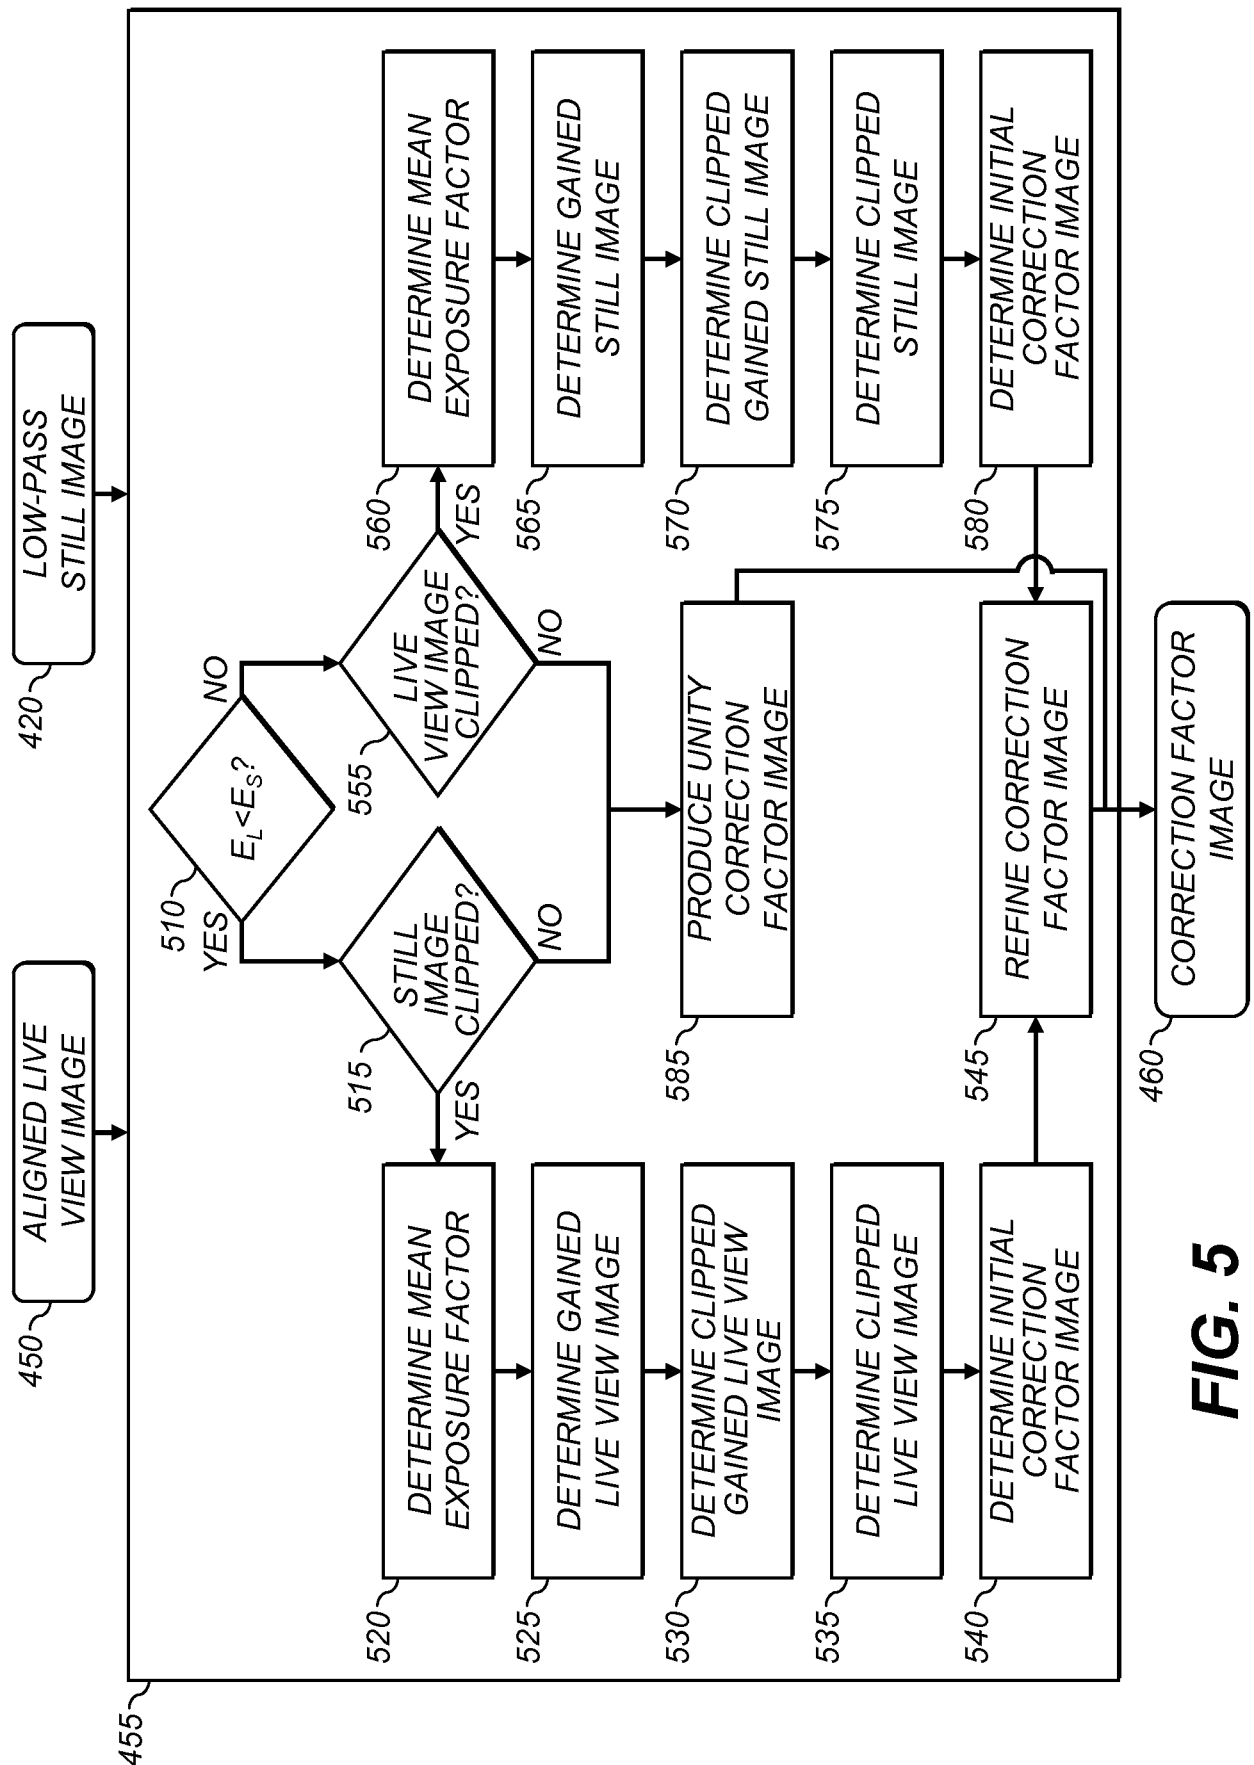 ALIGNED LIVE
VIEW IMAGE
450
LOW-PASS
STILL IMAGE
420
455
E_L<E_S?
510
YES
NO
STILL
IMAGE
CLIPPED?
515
YES
NO
LIVE
VIEW IMAGE
CLIPPED?
555
YES
NO
DETERMINE MEAN
EXPOSURE FACTOR
520
DETERMINE GAINED
LIVE VIEW IMAGE
525
DETERMINE CLIPPED
GAINED LIVE VIEW
IMAGE
530
DETERMINE CLIPPED
LIVE VIEW IMAGE
535
DETERMINE INITIAL
CORRECTION
FACTOR IMAGE
540
PRODUCE UNITY
CORRECTION
FACTOR IMAGE
585
REFINE CORRECTION
FACTOR IMAGE
545
DETERMINE MEAN
EXPOSURE FACTOR
560
DETERMINE GAINED
STILL IMAGE
565
DETERMINE CLIPPED
GAINED STILL IMAGE
570
DETERMINE CLIPPED
STILL IMAGE
575
DETERMINE INITIAL
CORRECTION
FACTOR IMAGE
580
CORRECTION FACTOR
IMAGE
460
FIG. 5